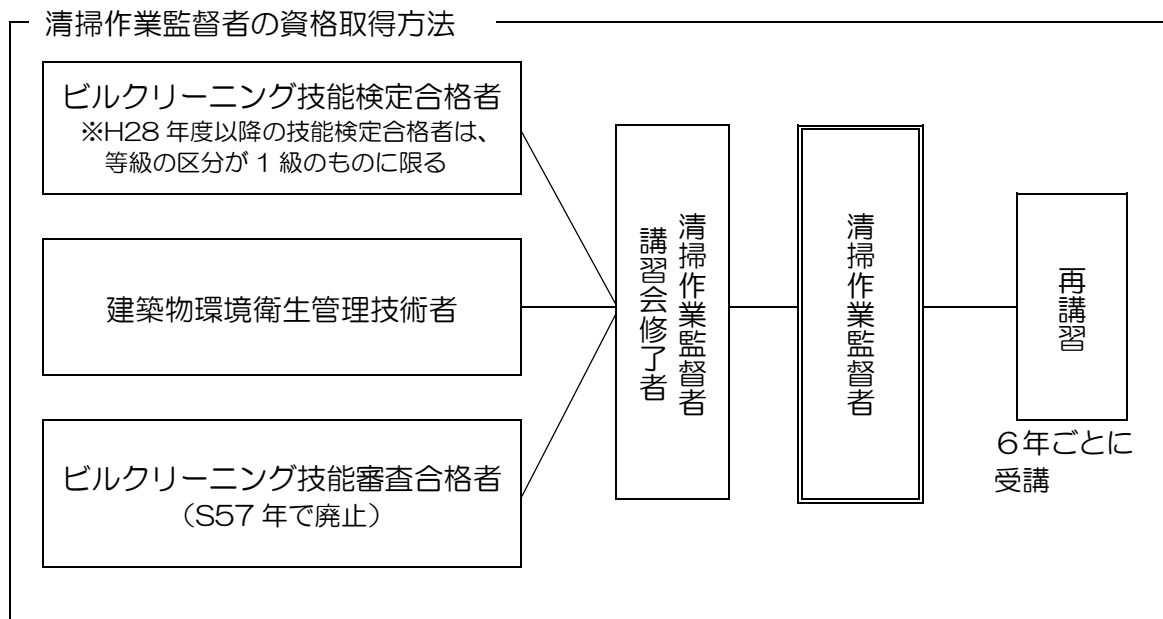 清掃作業監督者の資格取得方法
ビルクリーニング技能検定合格者
※H28 年度以降の技能検定合格者は、
等級の区分が 1 級のものに限る
建築物環境衛生管理技術者
ビルクリーニング技能審査合格者
（S57 年で廃止）
清掃作業監督者
講習会修了者
清掃作業監督者
再講習
６年ごとに
受講